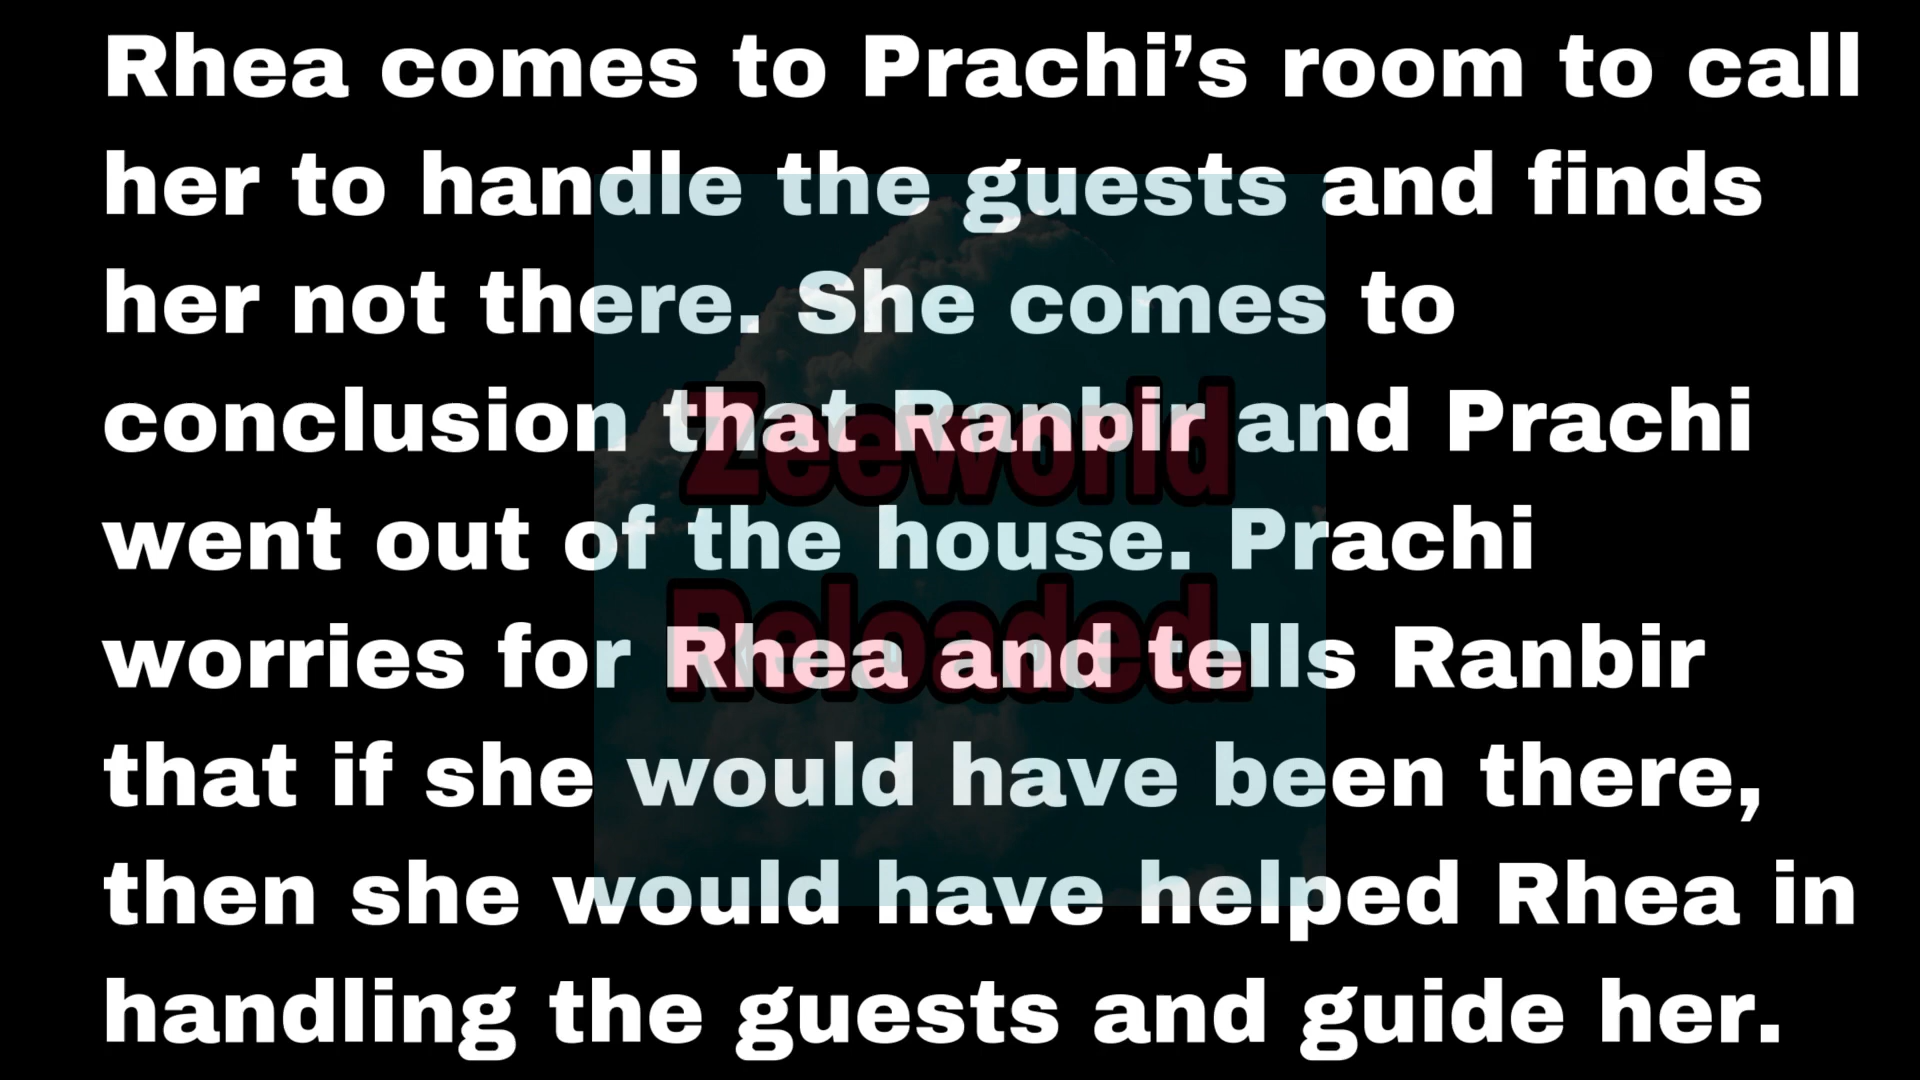 Rhea comes to Prachi’s room to call
her to handle the guests and finds
her not there. She comes to
conclusion that Ranbir and Prachi
went out of the house. Prachi
worries for Rhea and tells Ranbir
that if she would have been there,
then she would have helped Rhea in
handling the guests and guide her.
Zeeworld
Reloaded.